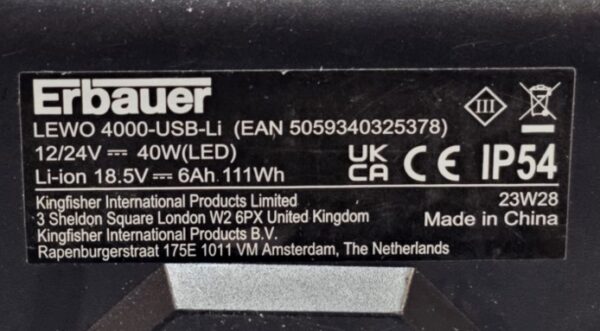 Erbauer
LEWO 4000-USB-Li (EAN 5059340325378)
12/24V ⎓ 40W(LED)
Li-ion 18.5V ⎓ 6Ah 111Wh
III
UK
CA CE IP54
Kingfisher International Products Limited
23W28
3 Sheldon Square London W2 6PX United Kingdom
Made in China
Kingfisher International Products B.V.
Rapenburgerstraat 175E 1011 VM Amsterdam, The Netherlands